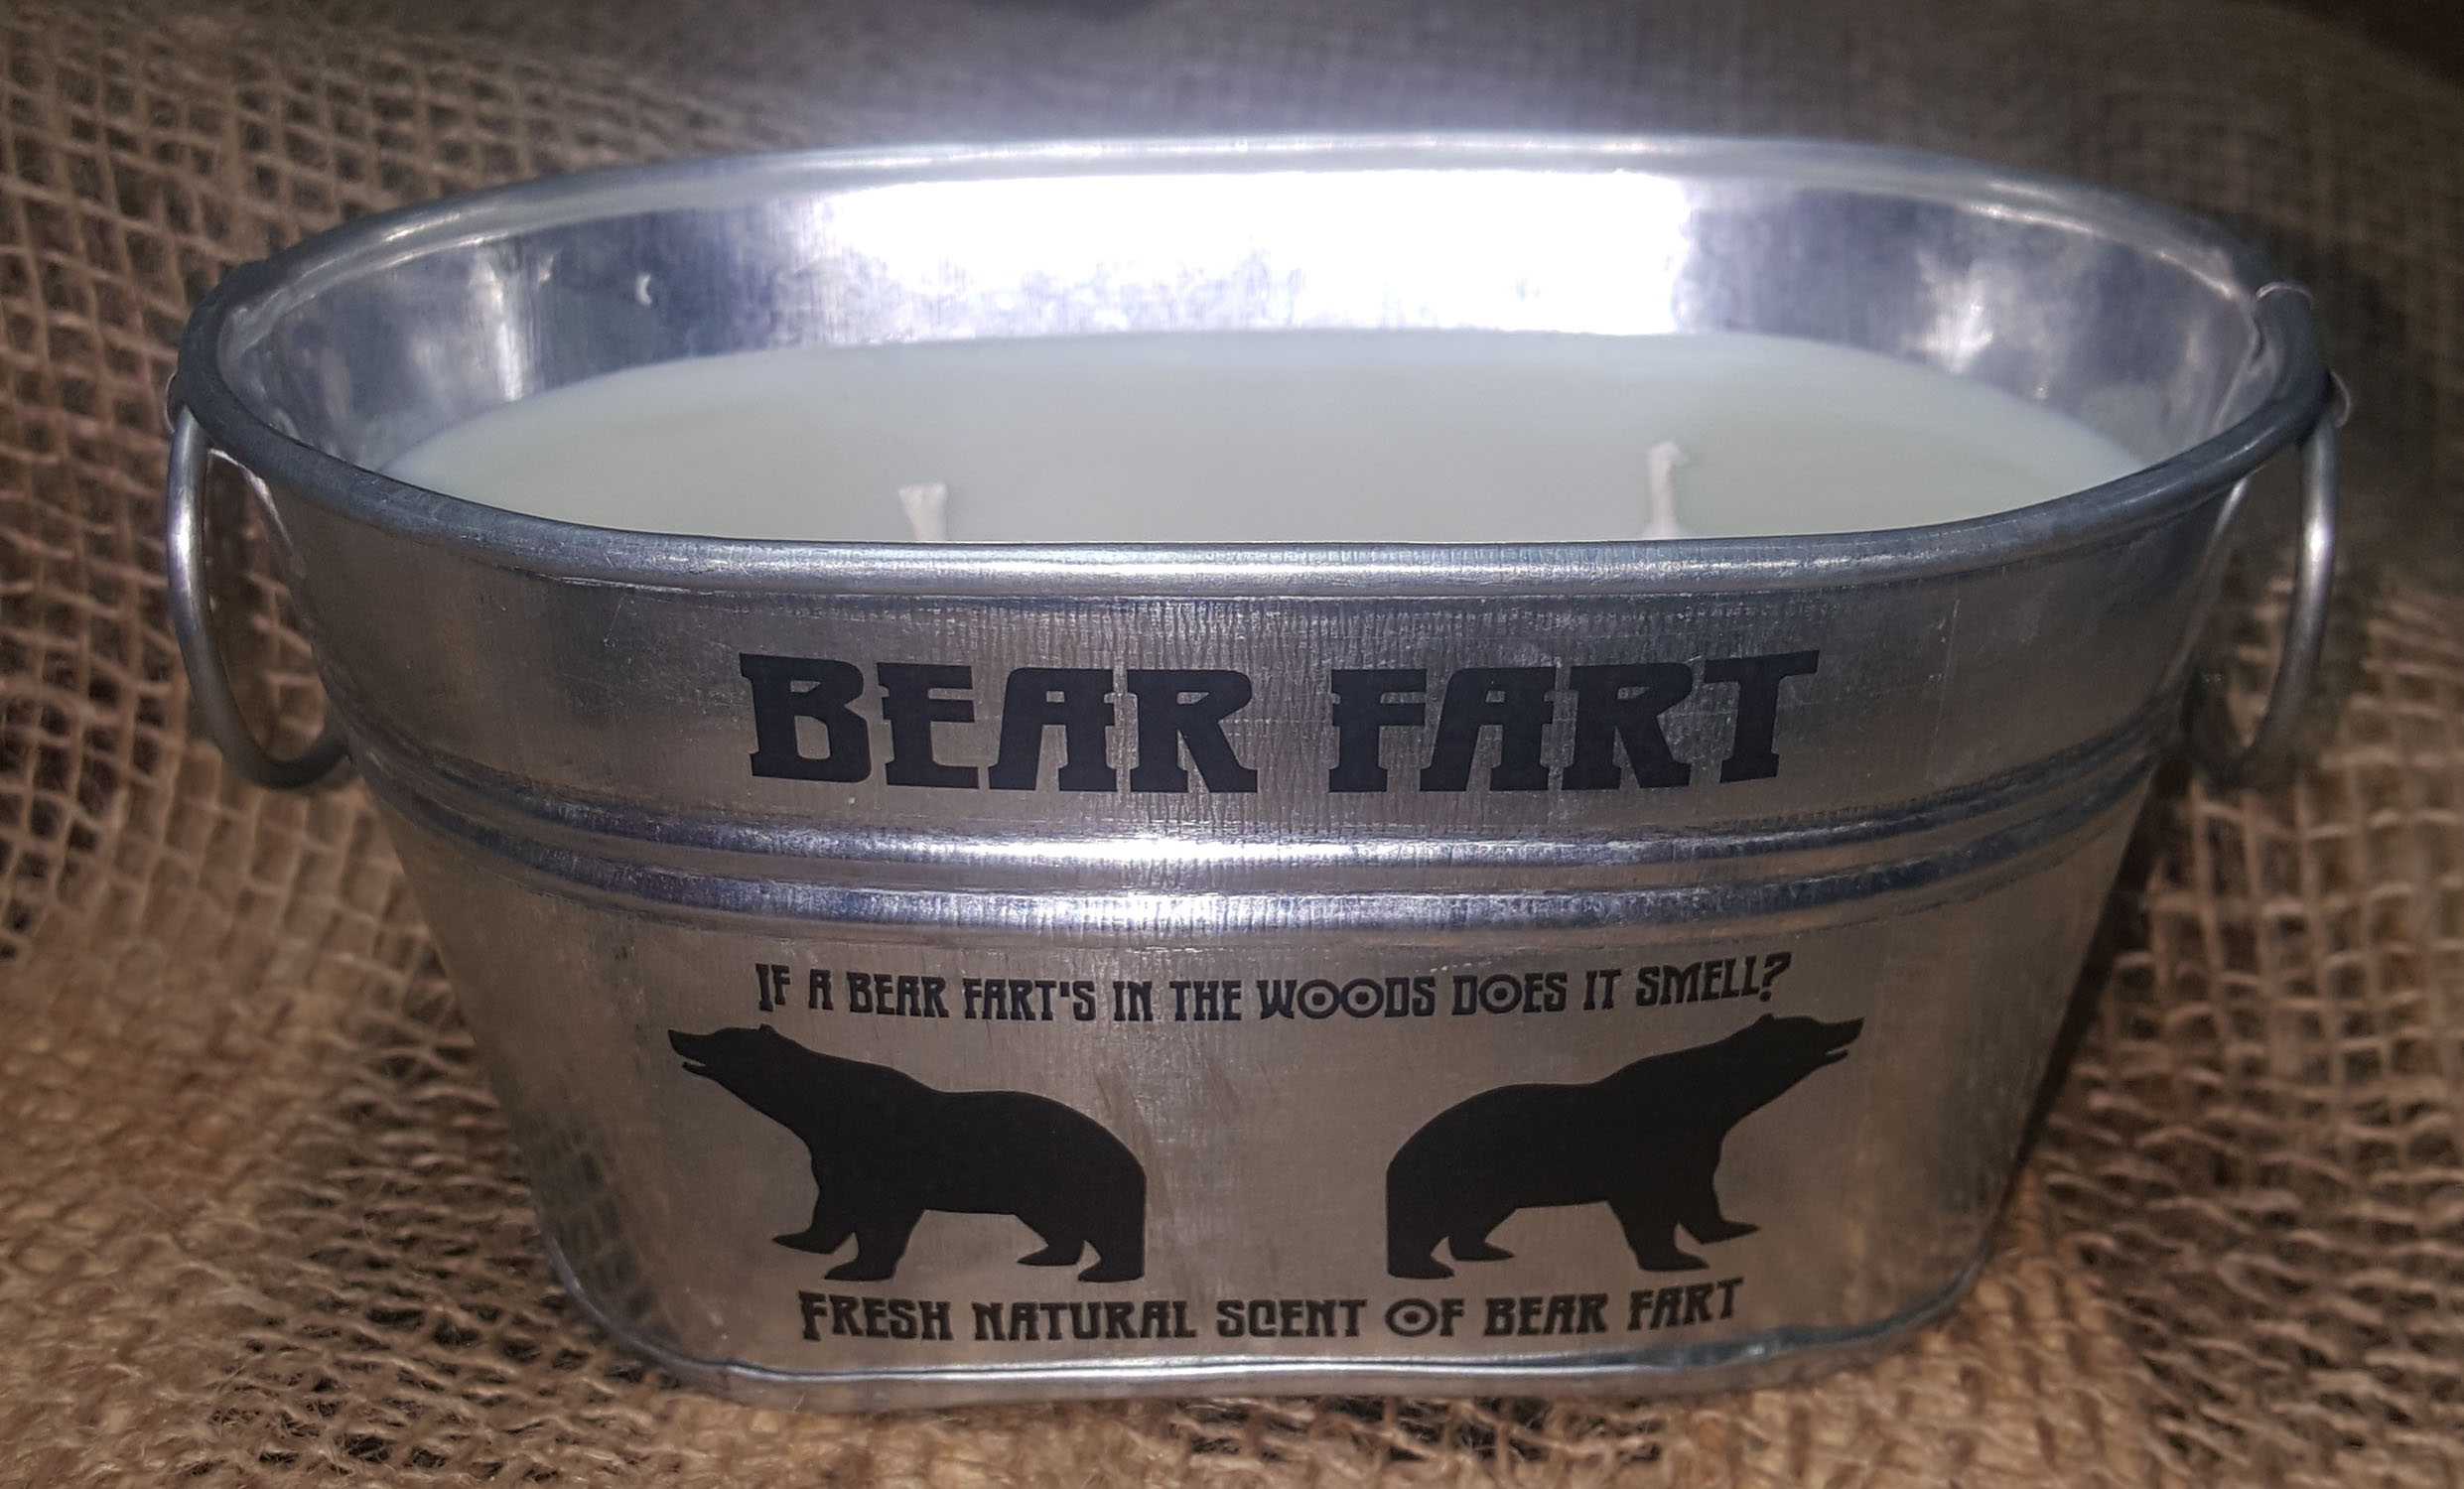 BEAR FART
IF A BEAR FART'S IN THE WOODS DOES IT SMELL?
FRESH NATURAL SCENT OF BEAR FART